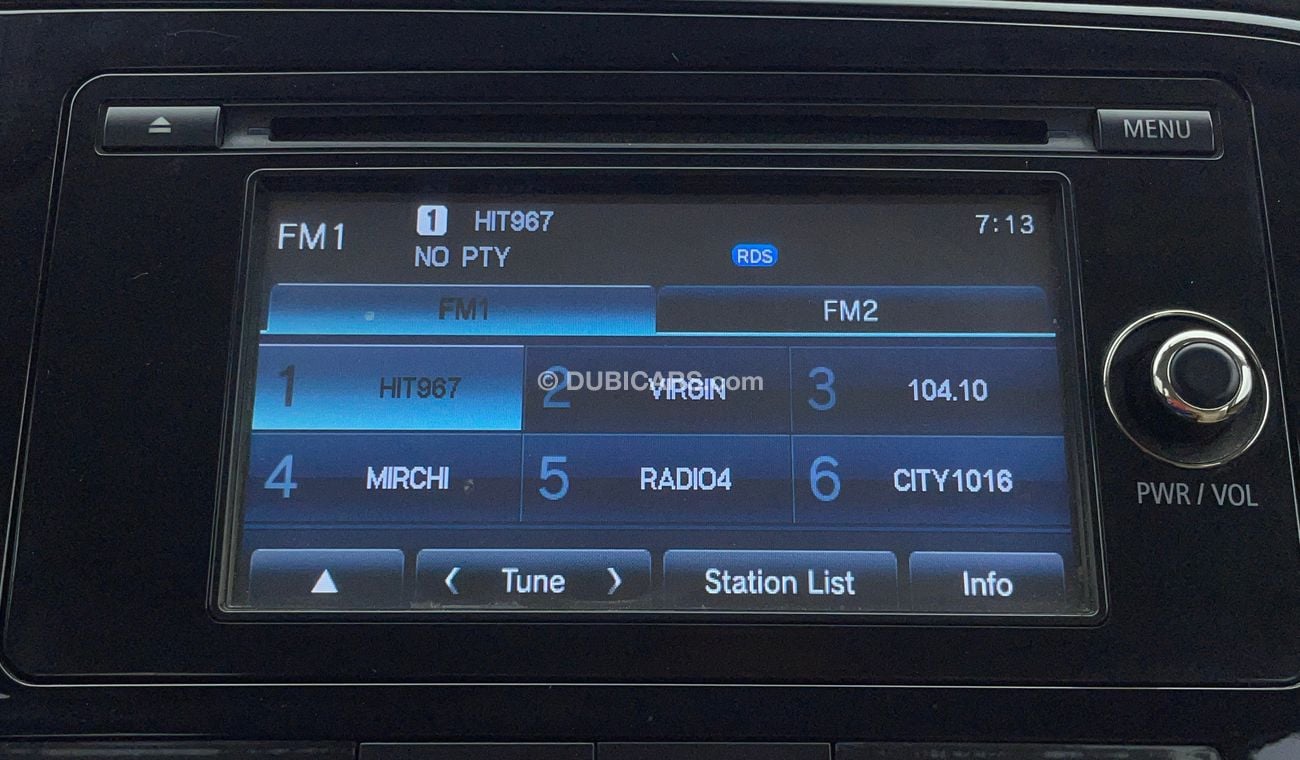 MENU
FM1
1 HIT967
7:13
NO PTY
RDS
FM1
FM2
1 HIT967
2 VIRGIN
3 104.10
© DUBICARS.com
4 MIRCHI
5 RADIO4
6 CITY1016
PWR / VOL
< Tune >
Station List
Info